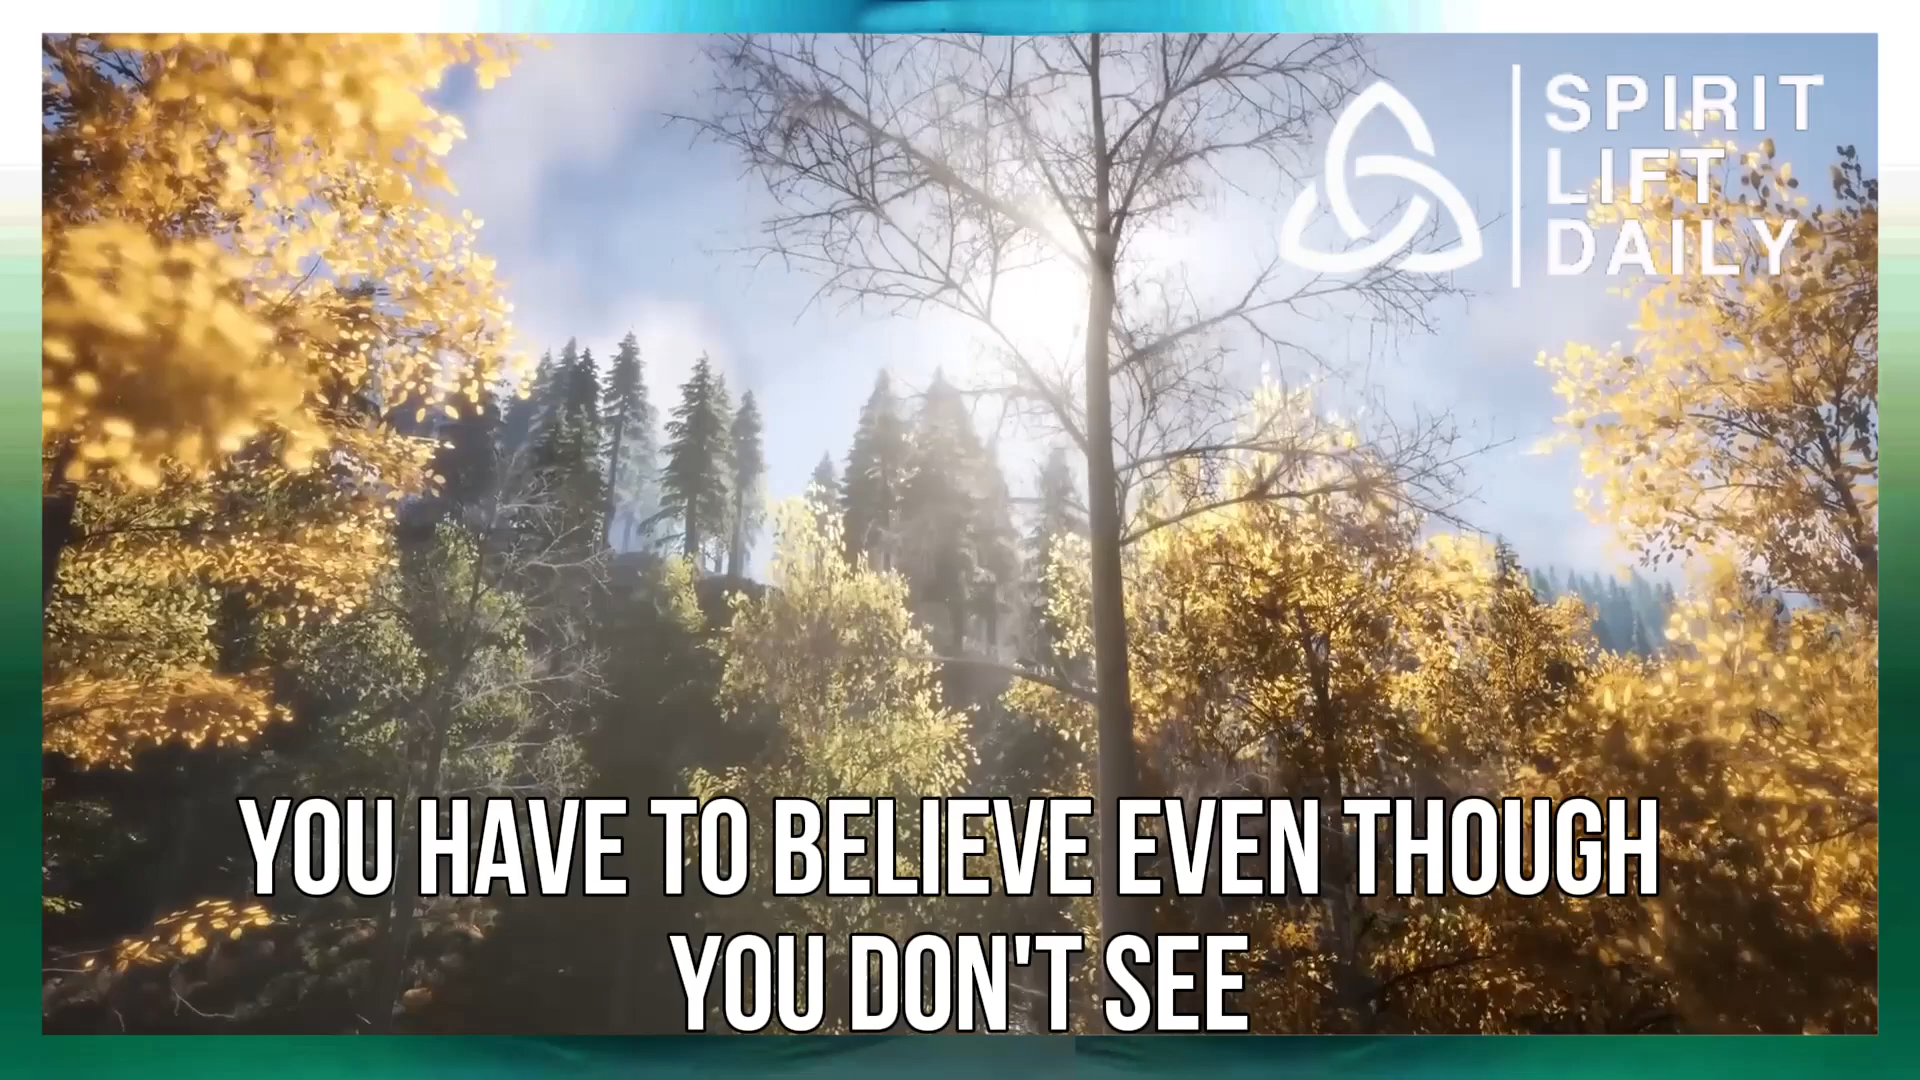 SPIRIT
LIFT
DAILY
YOU HAVE TO BELIEVE EVEN THOUGH
YOU DON'T SEE